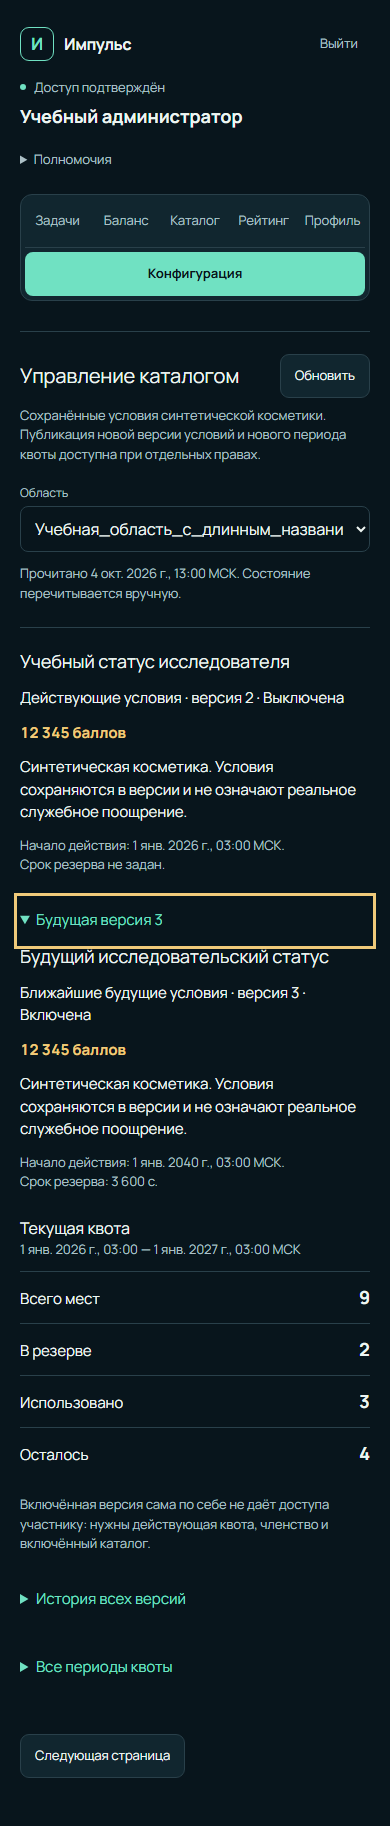 И Импульс Выйти
Доступ подтверждён
Учебный администратор
Полномочия
Задачи Баланс Каталог Рейтинг Профиль
Конфигурация
Управление каталогом Обновить
Сохранённые условия синтетической косметики.
Публикация новой версии условий и нового периода
квоты доступна при отдельных правах.
Область
Учебная_область_с_длинным_названи
Прочитано 4 окт. 2026 г., 13:00 МСК. Состояние
перечитывается вручную.
Учебный статус исследователя
Действующие условия · версия 2 · Выключена
12 345 баллов
Синтетическая косметика. Условия
сохраняются в версии и не означают реальное
служебное поощрение.
Начало действия: 1 янв. 2026 г., 03:00 МСК.
Срок резерва не задан.
Будущая версия 3
Будущий исследовательский статус
Ближайшие будущие условия · версия 3 ·
Включена
12 345 баллов
Синтетическая косметика. Условия
сохраняются в версии и не означают реальное
служебное поощрение.
Начало действия: 1 янв. 2040 г., 03:00 МСК.
Срок резерва: 3 600 с.
Текущая квота
1 янв. 2026 г., 03:00 — 1 янв. 2027 г., 03:00 МСК
Всего мест 9
В резерве 2
Использовано 3
Осталось 4
Включённая версия сама по себе не даёт доступа
участнику: нужны действующая квота, членство и
включённый каталог.
История всех версий
Все периоды квоты
Следующая страница